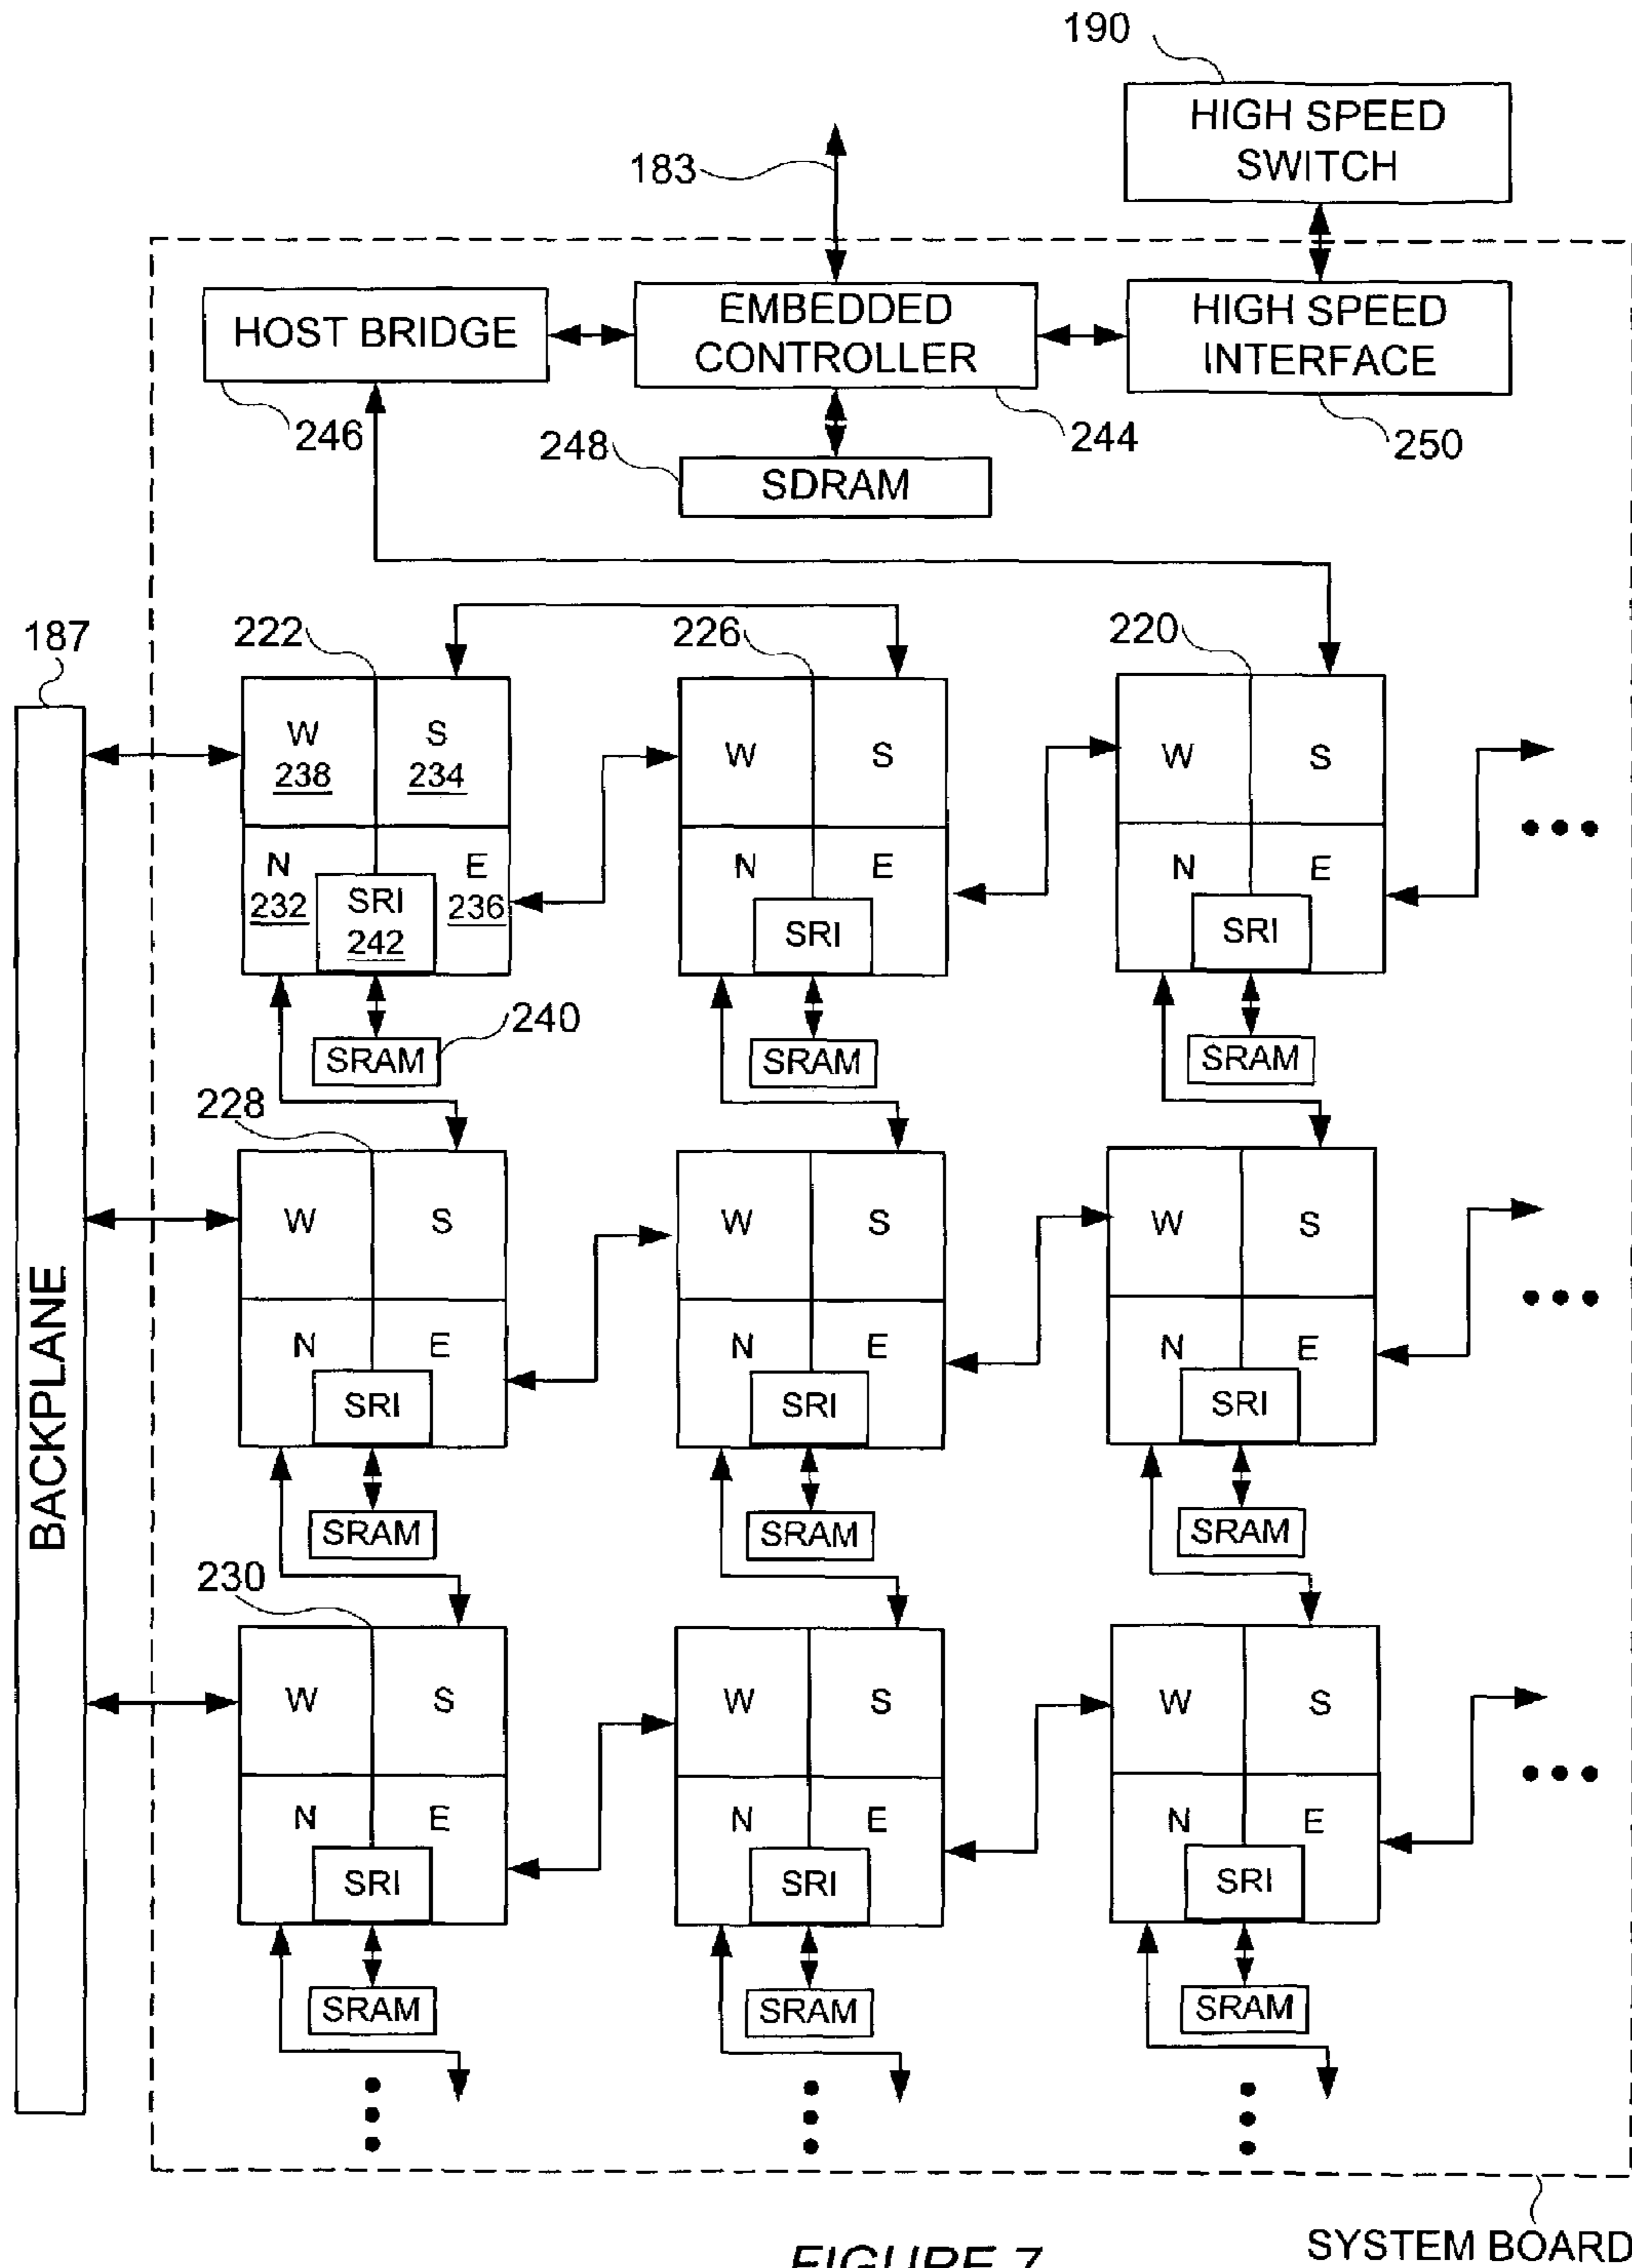 190
HIGH SPEED
SWITCH
183
HOST BRIDGE
EMBEDDED
CONTROLLER
HIGH SPEED
INTERFACE
246
248
244
250
SDRAM
187
222
226
220
W
238
S
234
W
S
W
S
N
232
E
236
SRI
242
N
E
SRI
N
E
SRI
240
SRAM
SRAM
SRAM
228
W
S
W
S
W
S
N
E
N
E
N
E
SRI
SRI
SRI
BACKPLANE
SRAM
SRAM
SRAM
230
W
S
W
S
W
S
N
E
N
E
N
E
SRI
SRI
SRI
SRAM
SRAM
SRAM
SYSTEM BOARD
FIGURE 7